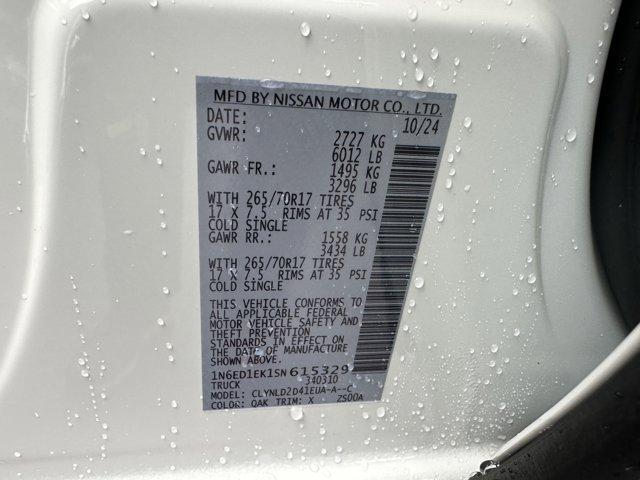 MFD BY NISSAN MOTOR CO., LTD.
DATE: 10/24
GVWR: 2727 KG
6012 LB
GAWR FR.: 1495 KG
3296 LB
WITH 265/70R17 TIRES
17 X 7.5 RIMS AT 35 PSI
COLD SINGLE
GAWR RR.: 1558 KG
3434 LB
WITH 265/70R17 TIRES
17 X 7.5 RIMS AT 35 PSI
COLD SINGLE
THIS VEHICLE CONFORMS TO
ALL APPLICABLE FEDERAL
MOTOR VEHICLE SAFETY AND
THEFT PREVENTION
STANDARDS IN EFFECT ON
THE DATE OF MANUFACTURE
SHOWN ABOVE.
1N6ED1EK1SN615329
TRUCK 340310
MODEL: CLYNLD2D41EUA-A--C
COLOR: QAK TRIM: X ZS00A